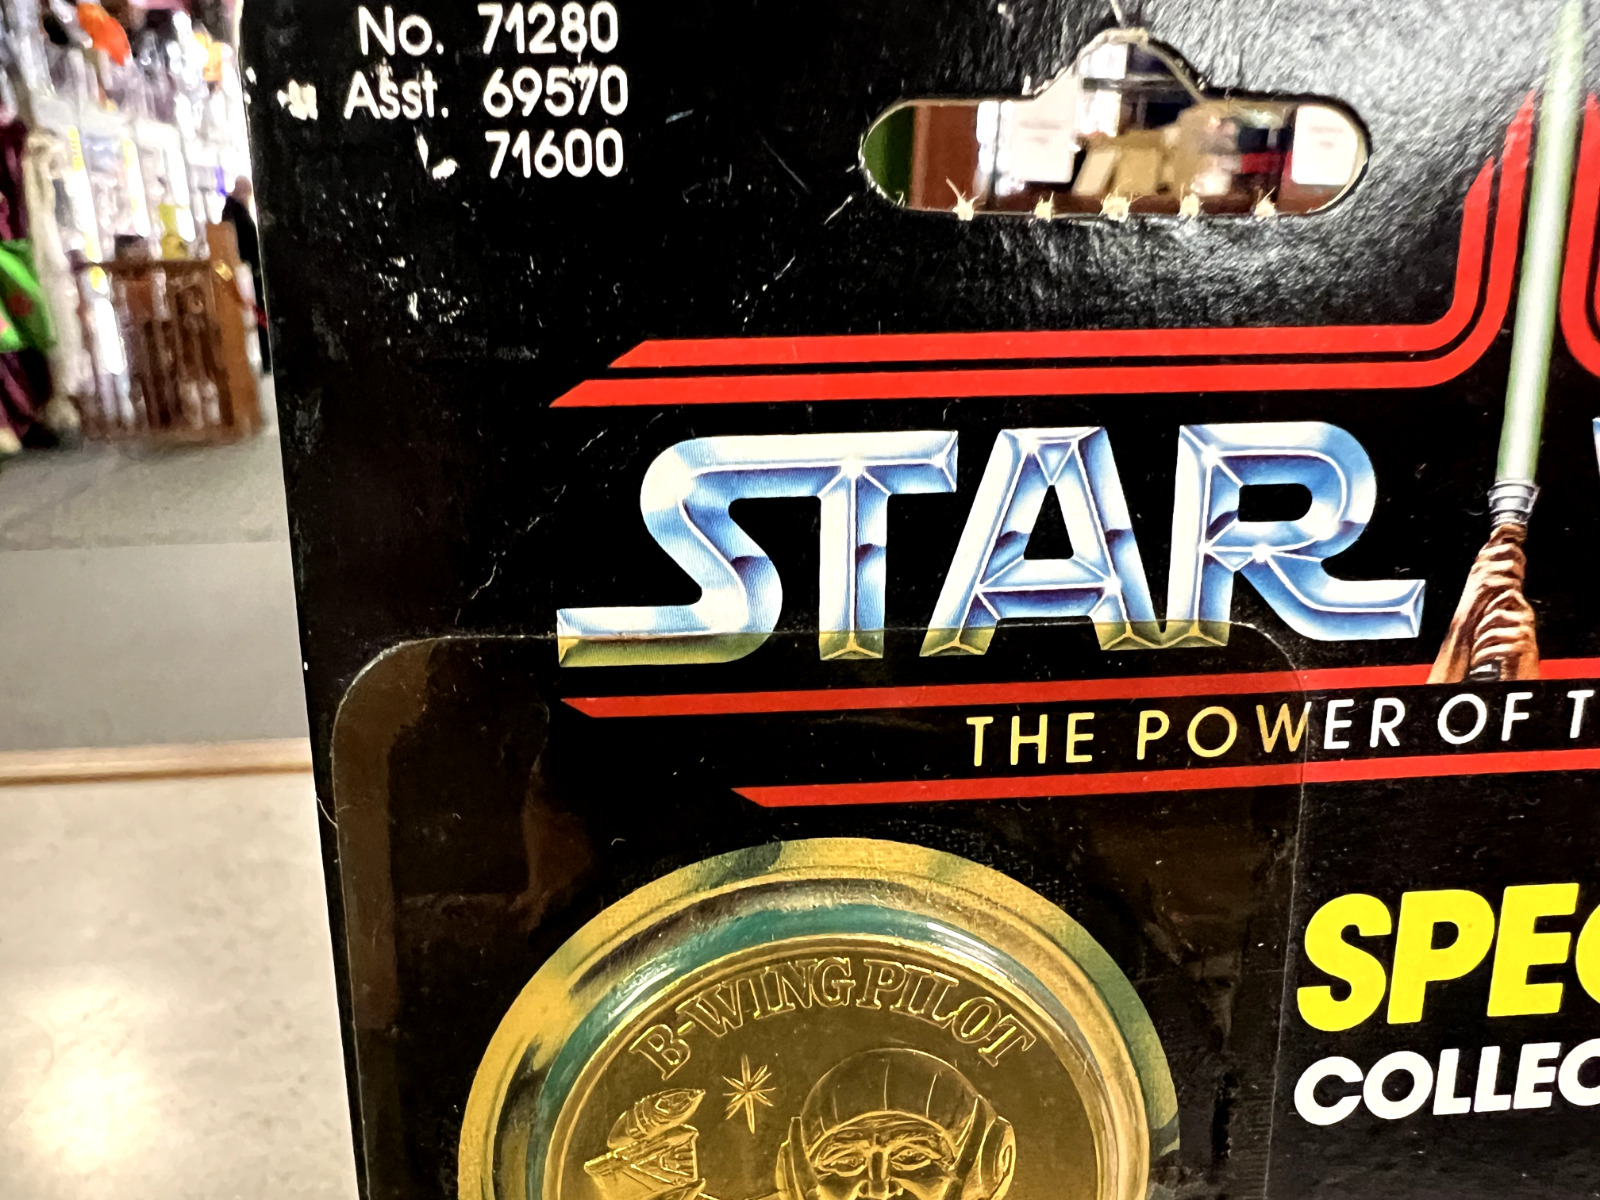 No. 71280
Asst. 69570
71600
STAR
THE POWER OF T
SPEC
COLLEC
B-WING PILOT